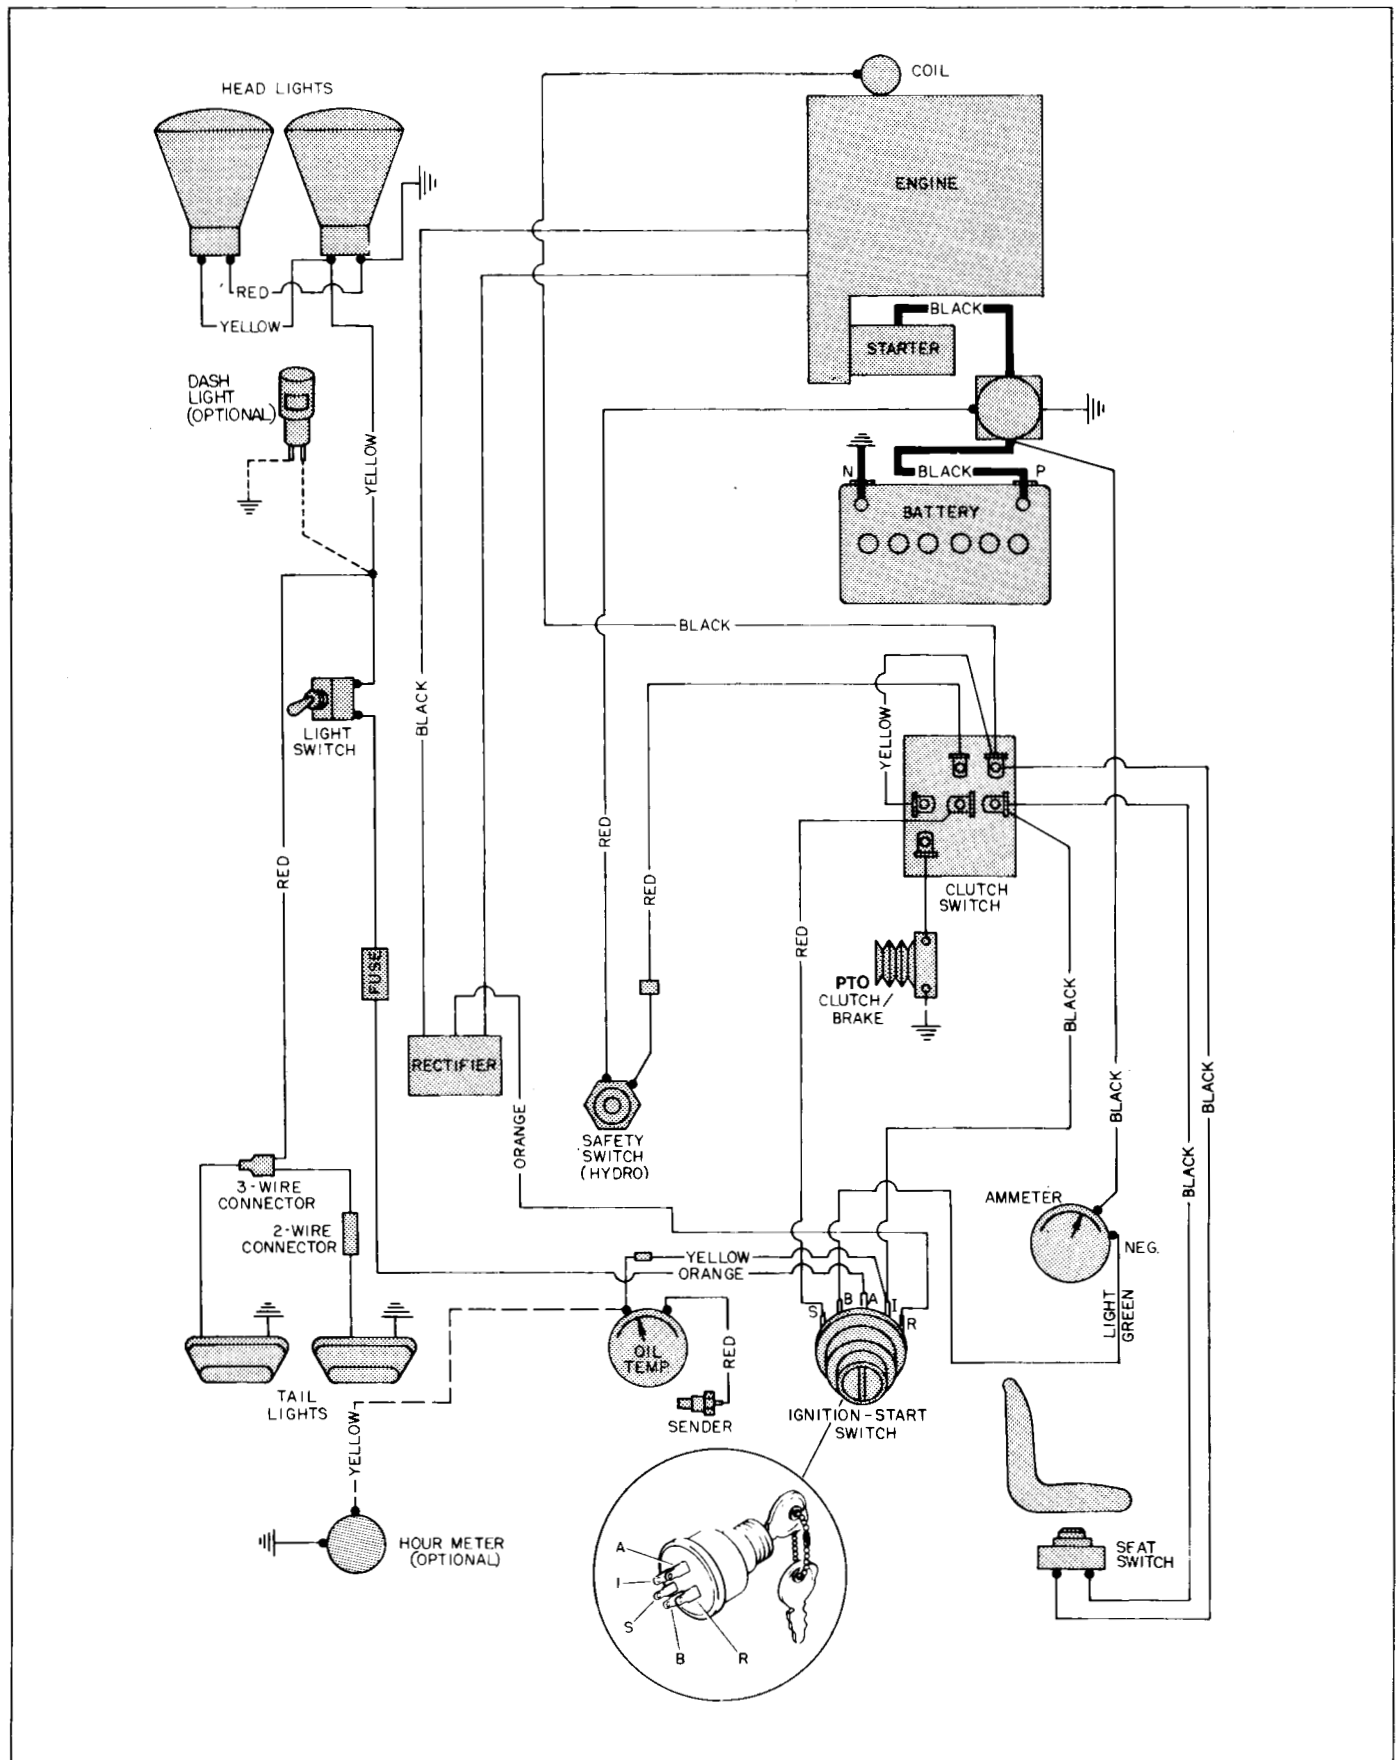 HEAD LIGHTS
COIL
ENGINE
RED
YELLOW
BLACK
STARTER
DASH
LIGHT
(OPTIONAL)
YELLOW
N
BLACK
P
BATTERY
BLACK
LIGHT
SWITCH
BLACK
YELLOW
RED
RED
RED
CLUTCH
SWITCH
RED
FUSE
PTO
CLUTCH/
BRAKE
BLACK
RECTIFIER
ORANGE
SAFETY
SWITCH
(HYDRO)
BLACK
BLACK
BLACK
3-WIRE
CONNECTOR
2-WIRE
CONNECTOR
AMMETER
NEG.
YELLOW
ORANGE
S
B
A
I
R
LIGHT
GREEN
OIL
TEMP
RED
TAIL
LIGHTS
SENDER
IGNITION-START
SWITCH
YELLOW
HOUR METER
(OPTIONAL)
A
I
S
B
R
SEAT
SWITCH